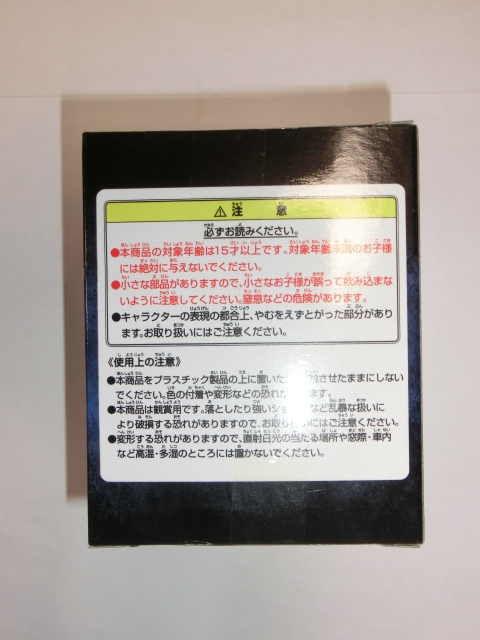 ⚠注意
必ずお読みください。
●本商品の対象年齢は15才以上です。対象年齢未満のお子様
には絶対に与えないでください。
●小さな部品がありますので、小さなお子様が誤って飲み込まな
いように注意してください。窒息などの危険があります。
●キャラクターの表現の都合上、やむをえずとがった部分があり
ます。お取り扱いにはご注意ください。
《使用上の注意》
●本商品をプラスチック製品の上に置いた させたままにしない
でください。色の付着や変形などの恐れが ます。
●本商品は観賞用です。落としたり強いショ など乱暴な扱いに
より破損する恐れがありますので、お取り扱いにはご注意ください。
●変形する恐れがありますので、直射日光の当たる場所や窓際・車内
など高温・多湿のところには置かないでください。